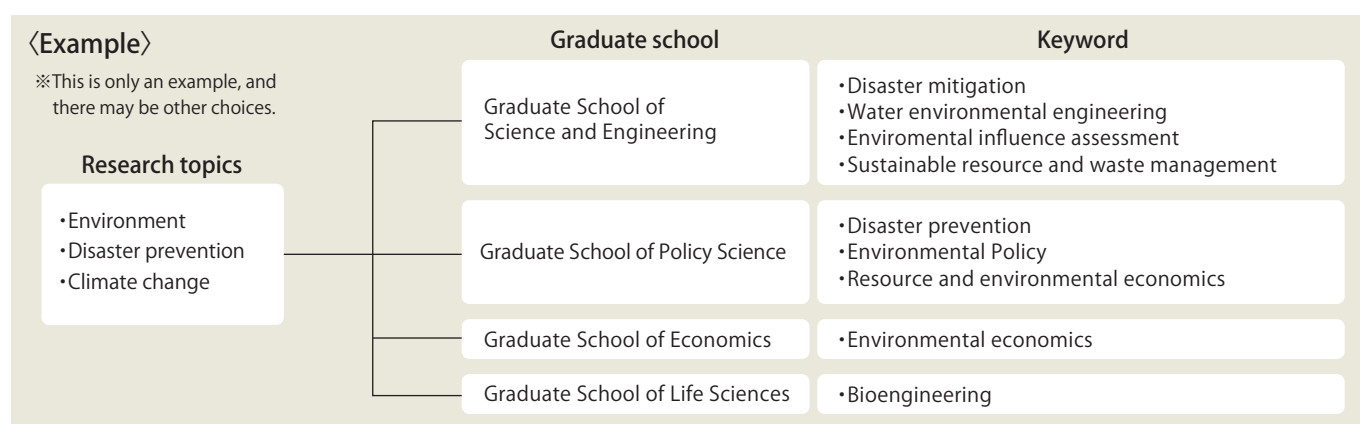 〈Example〉
※This is only an example, and
there may be other choices.
Research topics
・Environment
・Disaster prevention
・Climate change
Graduate school
Keyword
Graduate School of
Science and Engineering
・Disaster mitigation
・Water environmental engineering
・Enviromental influence assessment
・Sustainable resource and waste management
Graduate School of Policy Science
・Disaster prevention
・Environmental Policy
・Resource and environmental economics
Graduate School of Economics
・Environmental economics
Graduate School of Life Sciences
・Bioengineering